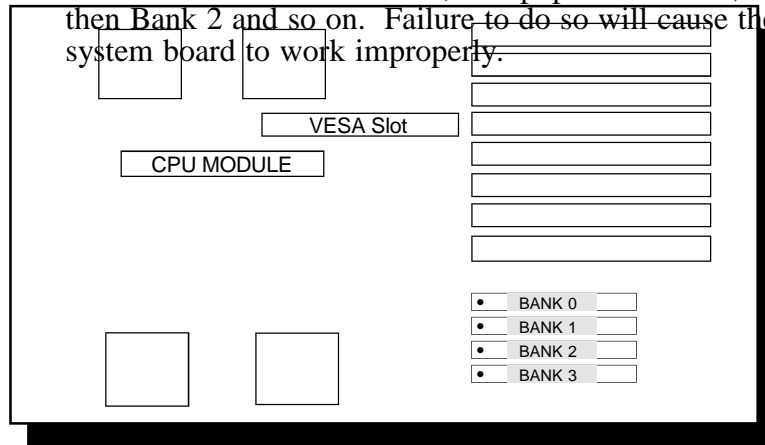 then Bank 2 and so on. Failure to do so will cause the
system board to work improperly.
VESA Slot
CPU MODULE
BANK 0
BANK 1
BANK 2
BANK 3